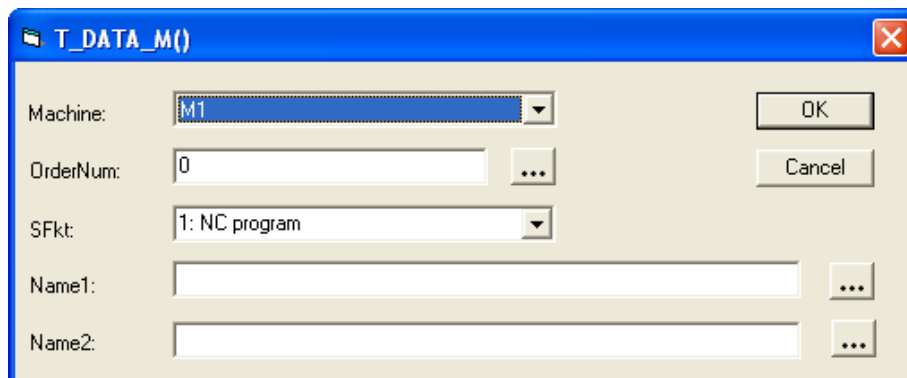 T_DATA_M()
Machine: M1 OK
OrderNum: 0 ... Cancel
SFkt: 1: NC program
Name1: ...
Name2: ...